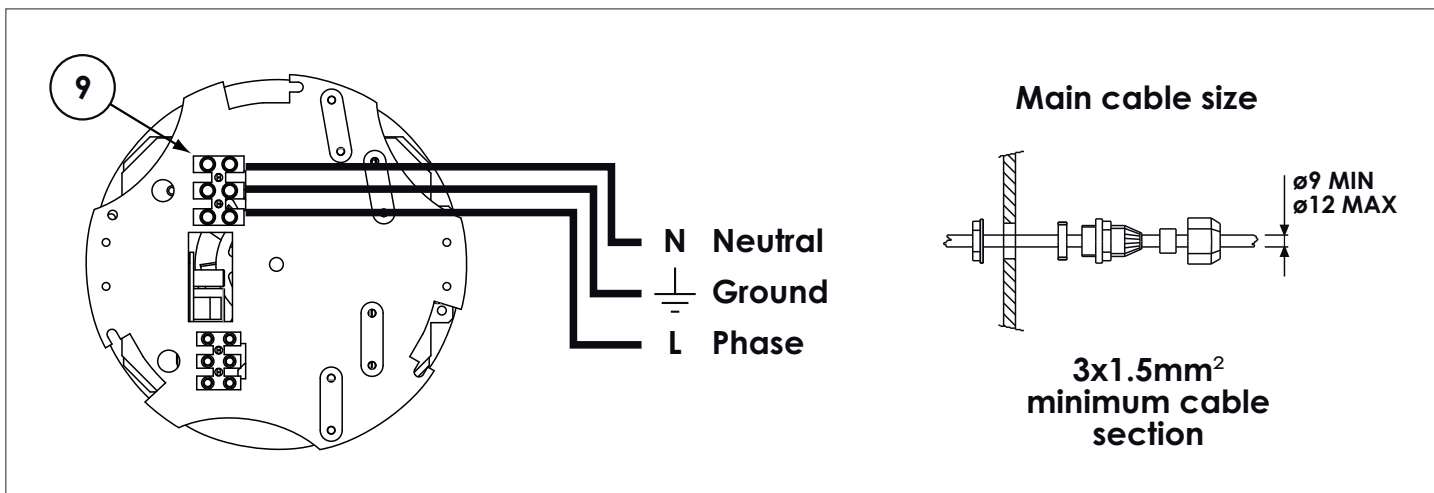 9
N Neutral
Ground
L Phase
Main cable size
ø9 MIN
ø12 MAX
3x1.5mm²
minimum cable
section